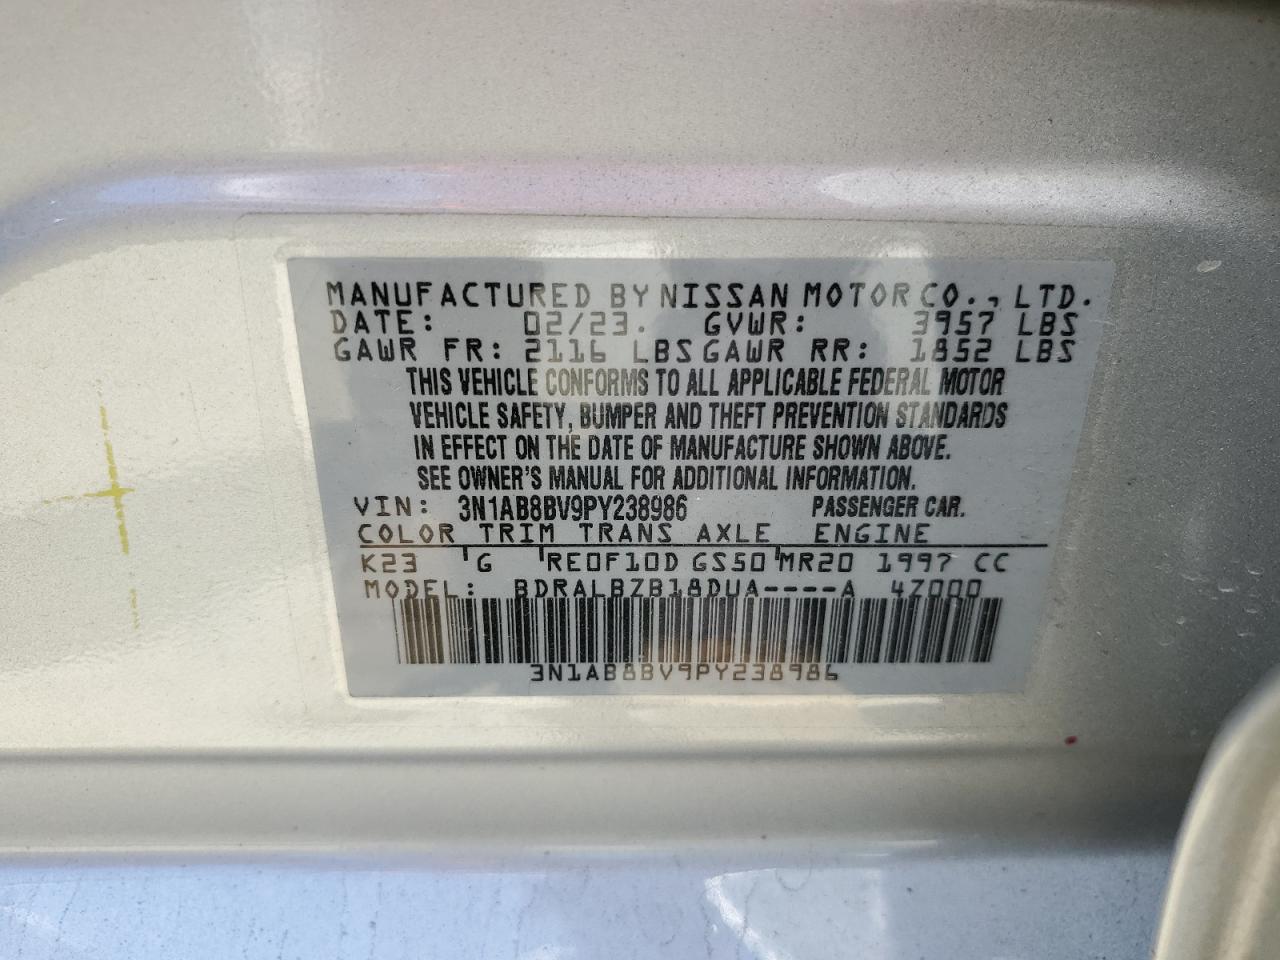 MANUFACTURED BY NISSAN MOTOR CO., LTD.
DATE: 02/23. GVWR: 3957 LBS
GAWR FR: 2116 LBS GAWR RR: 1852 LBS
THIS VEHICLE CONFORMS TO ALL APPLICABLE FEDERAL MOTOR
VEHICLE SAFETY, BUMPER AND THEFT PREVENTION STANDARDS
IN EFFECT ON THE DATE OF MANUFACTURE SHOWN ABOVE.
SEE OWNER'S MANUAL FOR ADDITIONAL INFORMATION.
VIN: 3N1AB8BV9PY238986 PASSENGER CAR.
COLOR TRIM TRANS AXLE ENGINE
K23 G RE0F10D GS50 MR20 1997 CC
MODEL: BDRALBZB18DUA----A 4Z000
3N1AB8BV9PY238986